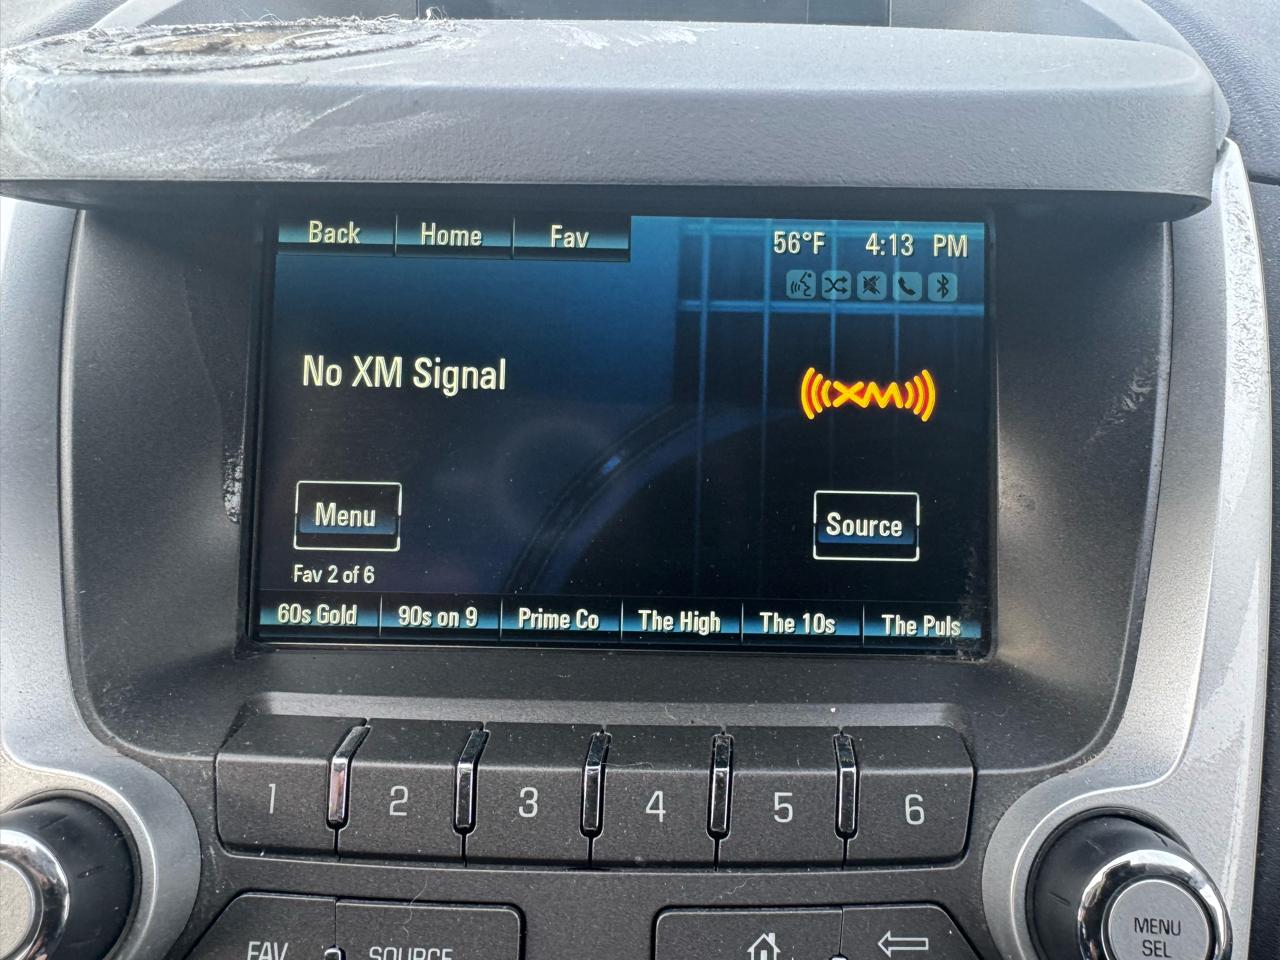 Back Home Fav 56°F 4:13 PM
No XM Signal
XM
Menu
Source
Fav 2 of 6
60s Gold 90s on 9 Prime Co The High The 10s The Puls
1 2 3 4 5 6
FAV SOURCE
MENU
SEL